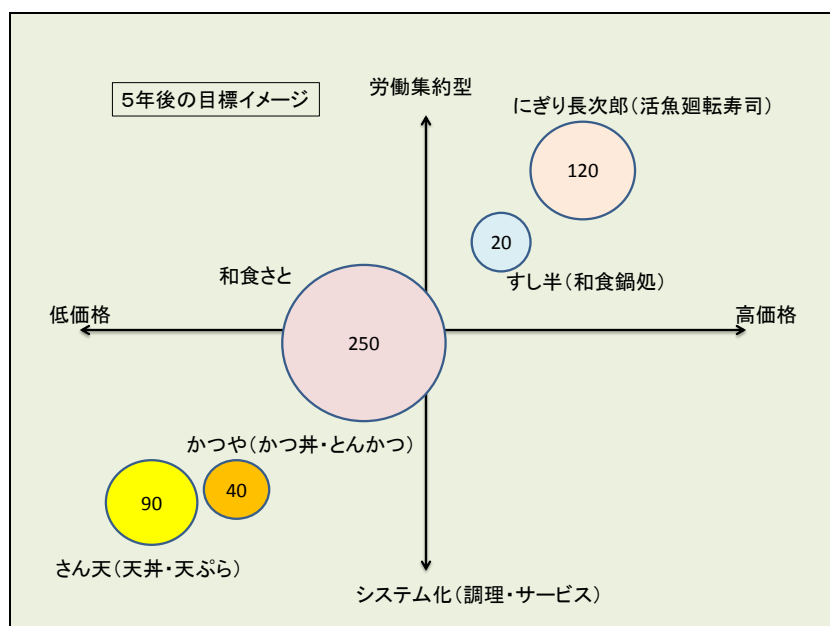 労働集約型
5年後の目標イメージ
にぎり長次郎(活魚廻転寿司)
120
20
すし半(和食鍋処)
和食さと
低価格
高価格
250
かつや(かつ丼・とんかつ)
40
90
さん天(天丼・天ぷら)
システム化(調理・サービス)